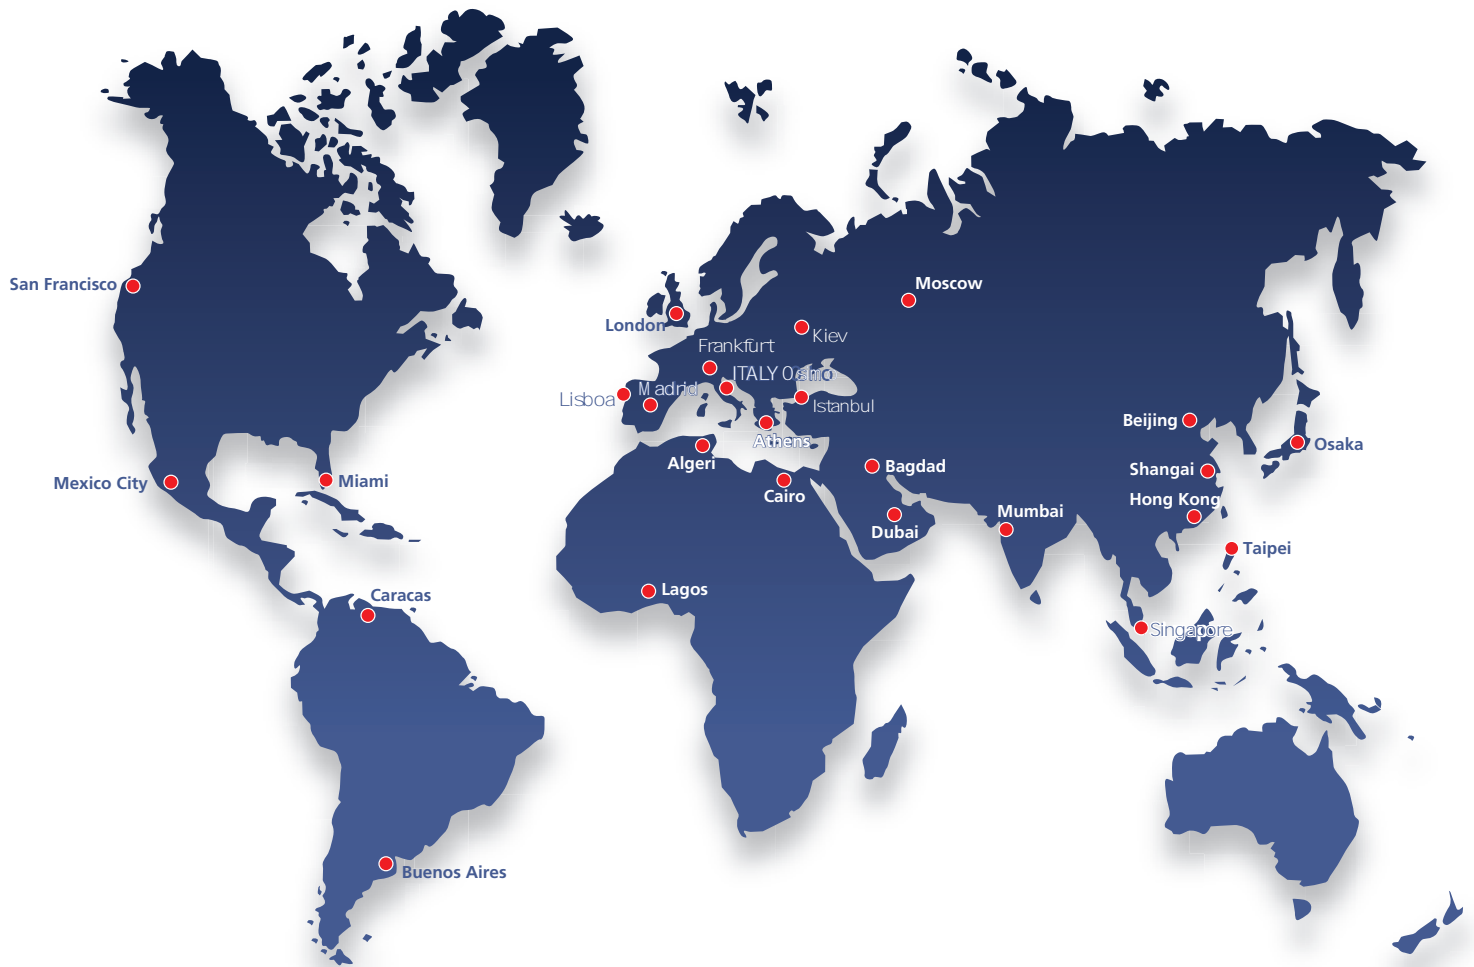 Moscow
San Francisco
London
Kiev
Frankfurt
ITALY Osimo
Madrid
Lisboa
Istanbul
Beijing
Athens
Osaka
Algeri
Bagdad
Shangai
Mexico City
Miami
Cairo
Hong Kong
Mumbai
Dubai
Taipei
Lagos
Caracas
Singapore
Buenos Aires